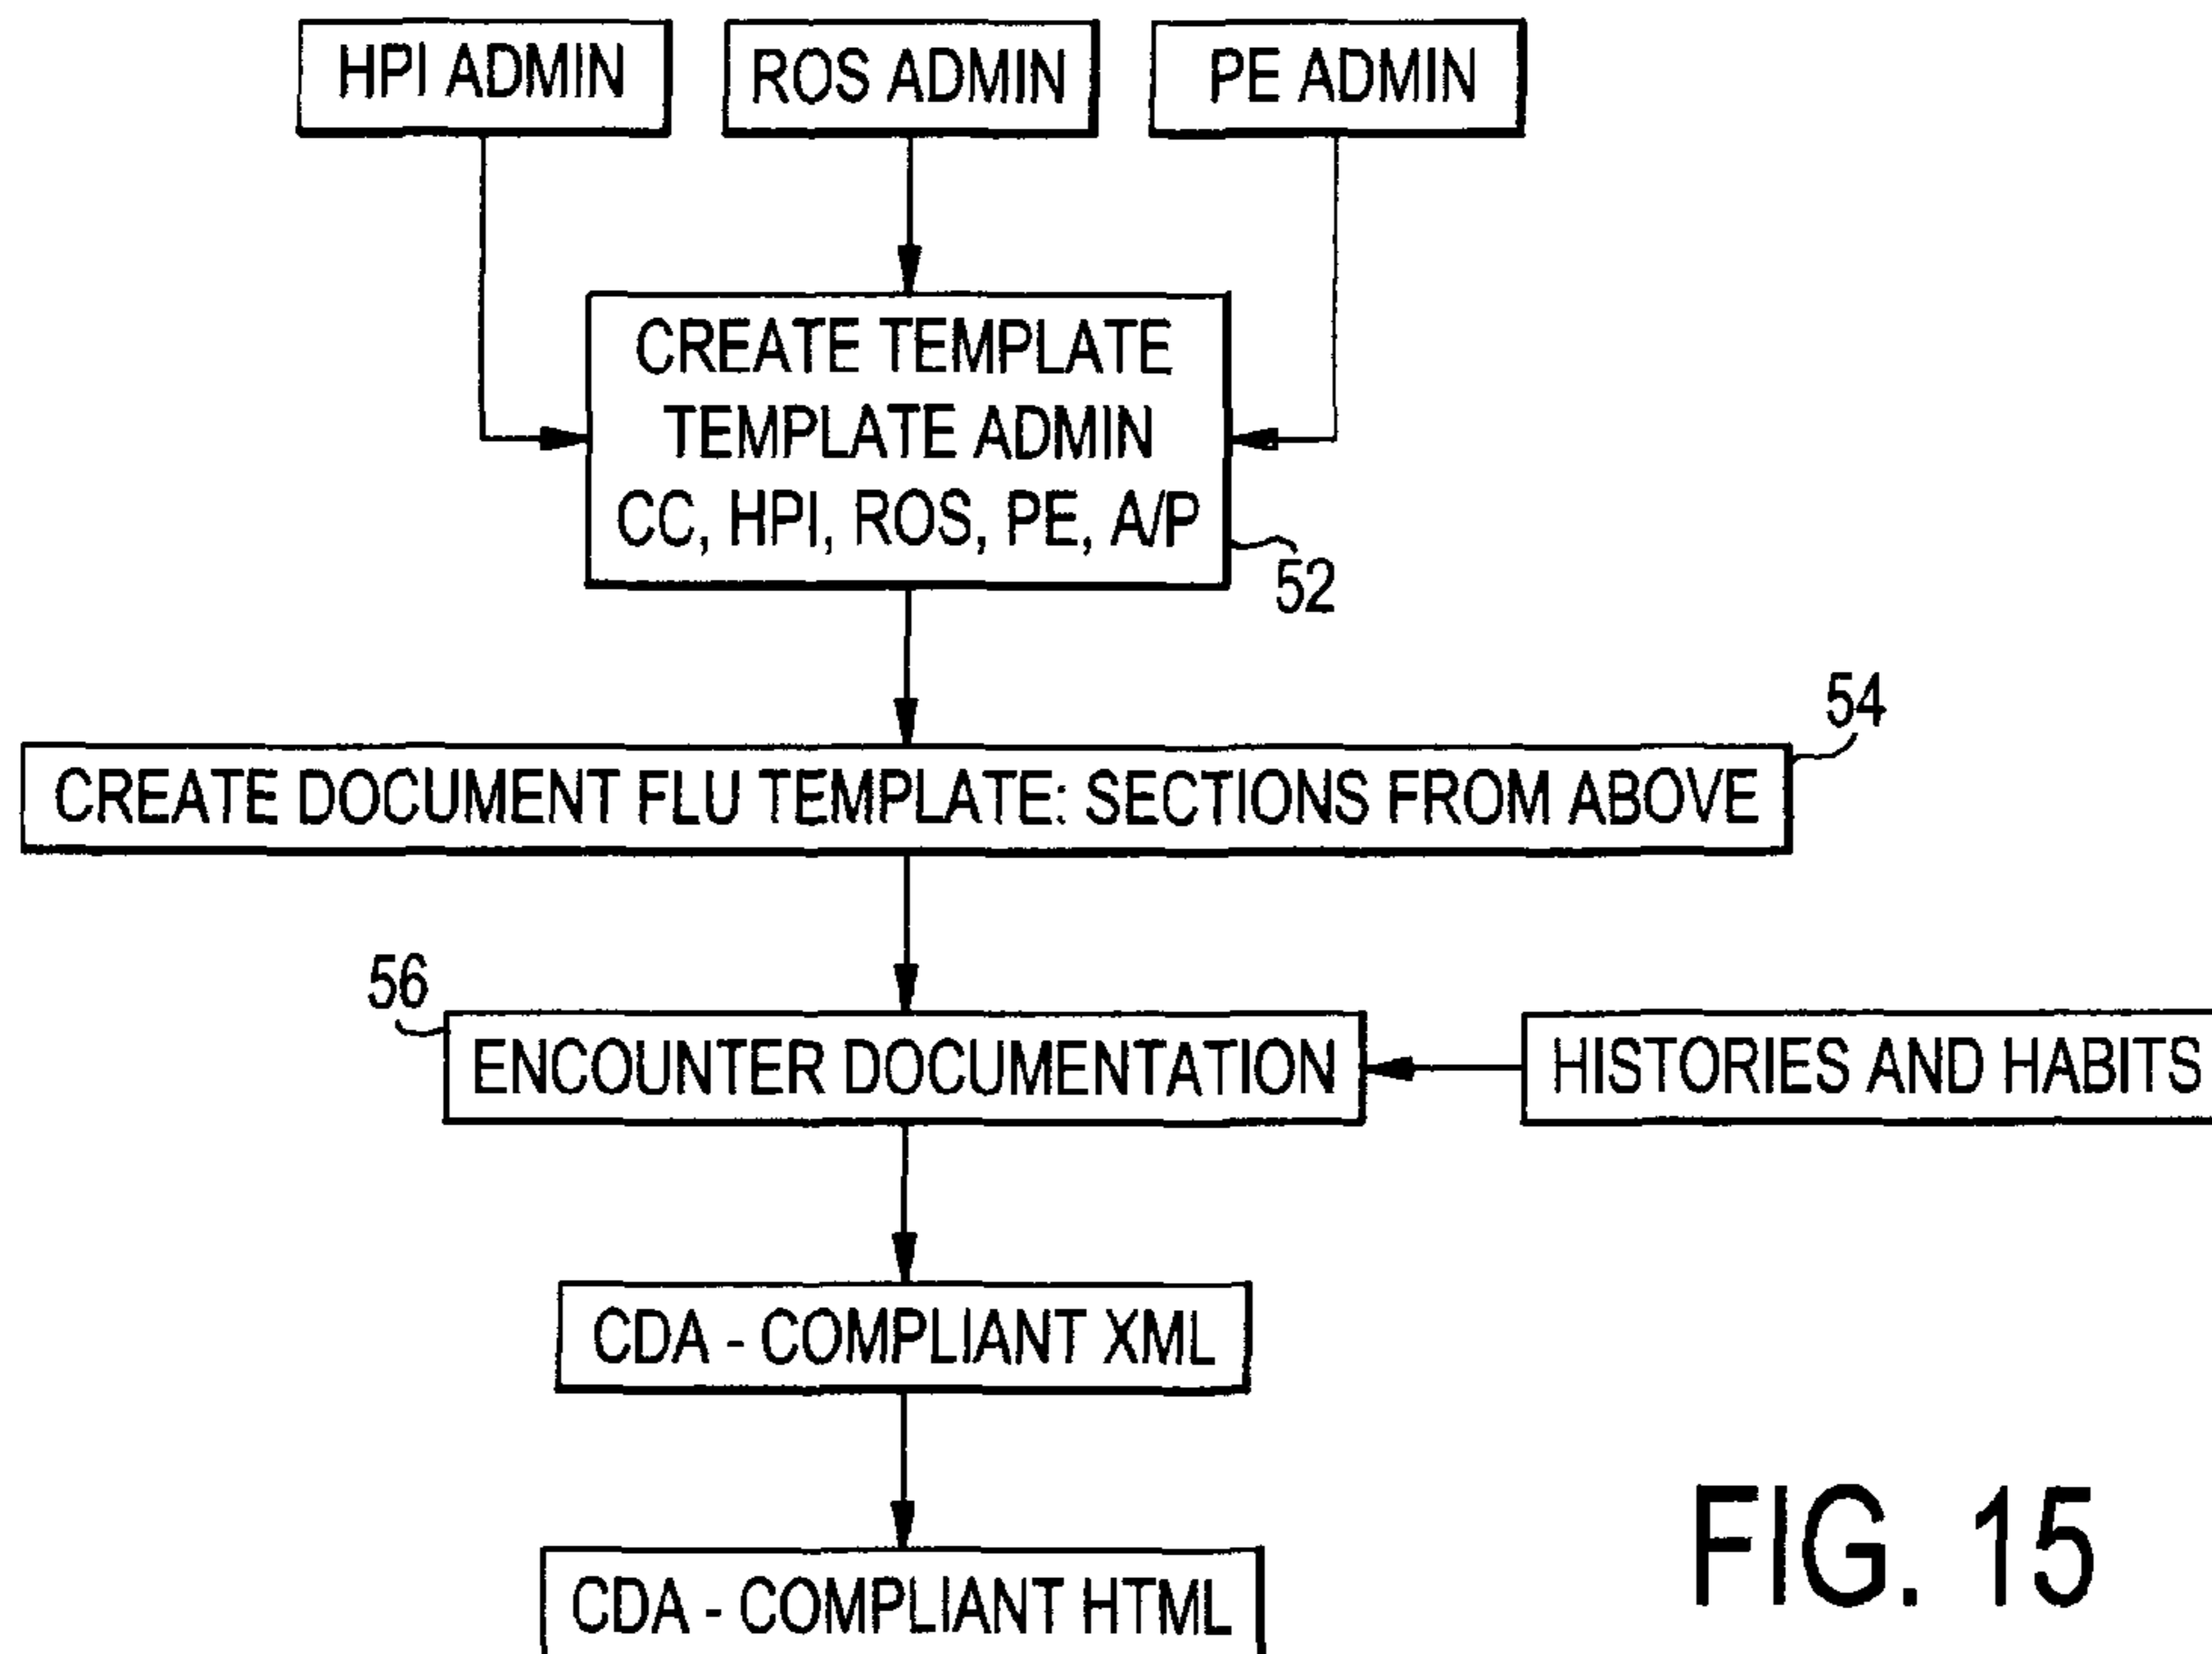 HPI ADMIN
ROS ADMIN
PE ADMIN
CREATE TEMPLATE
TEMPLATE ADMIN
CC, HPI, ROS, PE, A/P
52
54
CREATE DOCUMENT FLU TEMPLATE: SECTIONS FROM ABOVE
56
ENCOUNTER DOCUMENTATION
HISTORIES AND HABITS
CDA - COMPLIANT XML
CDA - COMPLIANT HTML
FIG. 15